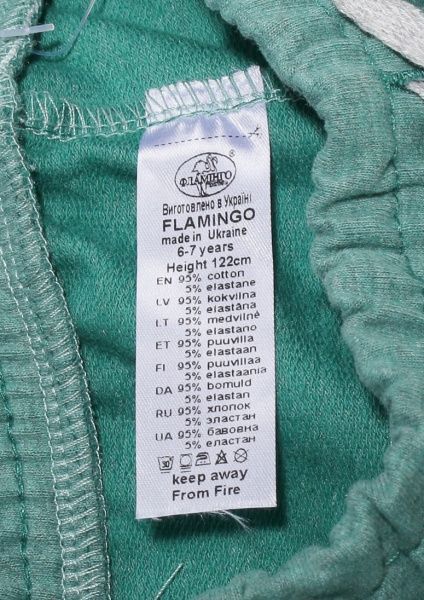 ФЛАМІНГО
®
Виготовлено в Україні
FLAMINGO
made in Ukraine
6-7 years
Height 122cm
EN 95% cotton
5% elastane
LV 95% kokvilna
5% elastāna
LT 95% medvilnė
5% elastano
ET 95% puuvilla
5% elastaan
FI 95% puuvillaa
5% elastaania
DA 95% bomuld
5% elastan
RU 95% хлопок
5% эластан
UA 95% бавовна
5% еластан
30°
keep away
From Fire